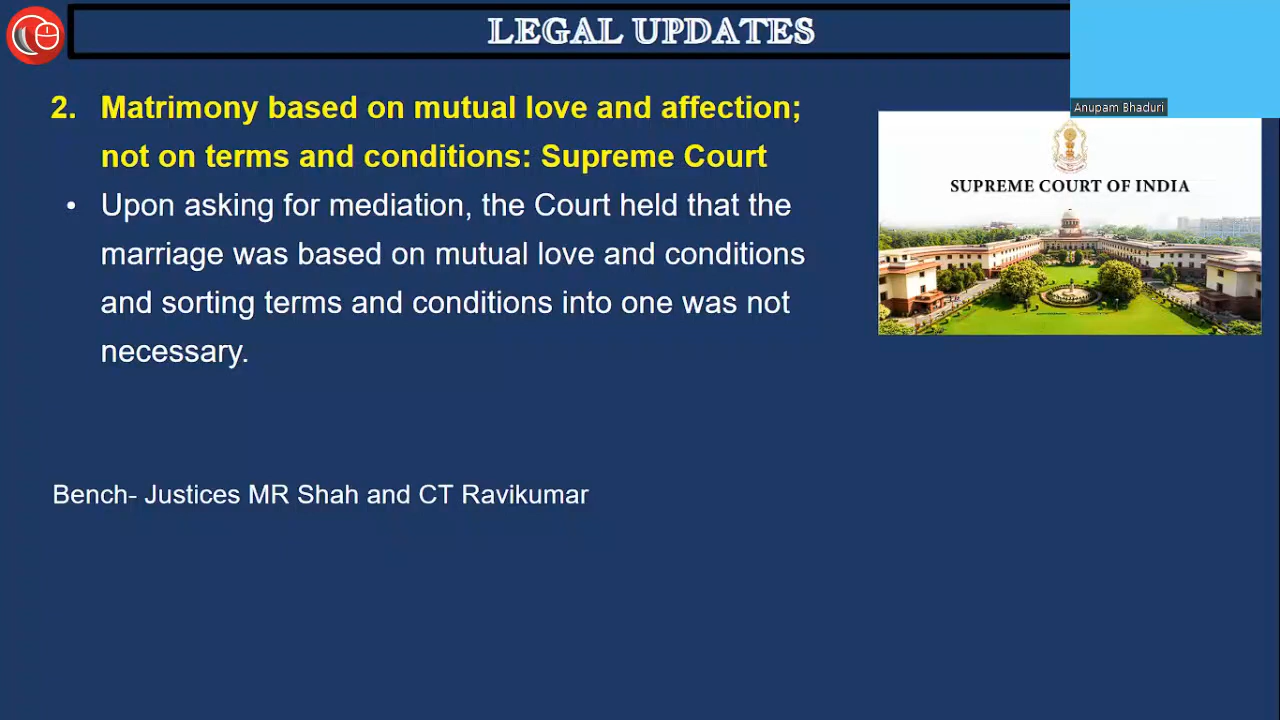 LEGAL UPDATES
Anupam Bhaduri
2. Matrimony based on mutual love and affection;
not on terms and conditions: Supreme Court
SUPREME COURT OF INDIA
• Upon asking for mediation, the Court held that the
marriage was based on mutual love and conditions
and sorting terms and conditions into one was not
necessary.
Bench- Justices MR Shah and CT Ravikumar